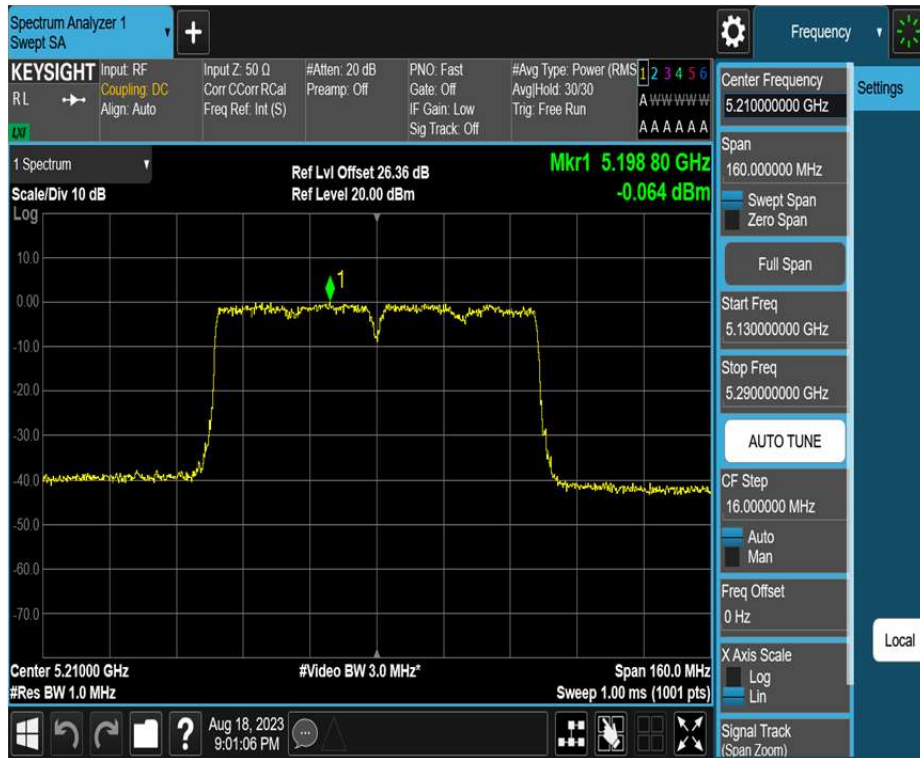 Spectrum Analyzer 1
Swept SA
+
Frequency
KEYSIGHT
RL
LXI
Input: RF
Coupling: DC
Align: Auto
Input Z: 50 Ω
Corr CCorr RCal
Freq Ref: Int (S)
#Atten: 20 dB
Preamp: Off
PNO: Fast
Gate: Off
IF Gain: Low
Sig Track: Off
#Avg Type: Power (RMS
Avg|Hold: 30/30
Trig: Free Run
1 2 3 4 5 6
A W W W W W
A A A A A A
1 Spectrum
Scale/Div 10 dB
Log
Ref Lvl Offset 26.36 dB
Ref Level 20.00 dBm
Mkr1 5.198 80 GHz
-0.064 dBm
1
10.0
0.00
-10.0
-20.0
-30.0
-40.0
-50.0
-60.0
-70.0
Center 5.21000 GHz
#Res BW 1.0 MHz
#Video BW 3.0 MHz*
Span 160.0 MHz
Sweep 1.00 ms (1001 pts)
?
Aug 18, 2023
9:01:06 PM
Center Frequency
5.210000000 GHz
Span
160.000000 MHz
Swept Span
Zero Span
Full Span
Start Freq
5.130000000 GHz
Stop Freq
5.290000000 GHz
AUTO TUNE
CF Step
16.000000 MHz
Auto
Man
Freq Offset
0 Hz
X Axis Scale
Log
Lin
Signal Track
(Span Zoom)
Settings
Local